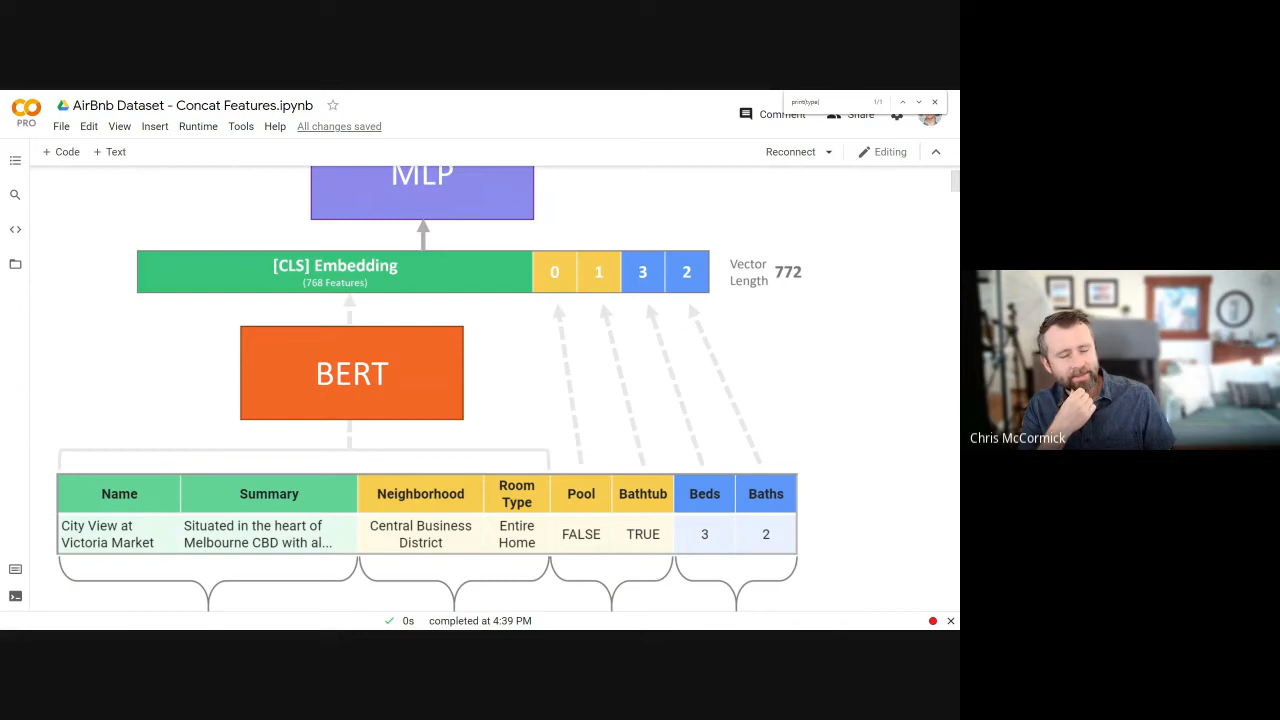 CO
PRO
AirBnb Dataset - Concat Features.ipynb
print(type| 1/1
File Edit View Insert Runtime Tools Help All changes saved
Comment Share
+ Code + Text
Reconnect Editing
MLP
[CLS] Embedding
(768 Features)
0 1 3 2
Vector
Length 772
BERT
Name Summary Neighborhood Room Type Pool Bathtub Beds Baths
City View at Victoria Market
Situated in the heart of Melbourne CBD with al...
Central Business District
Entire Home
FALSE TRUE 3 2
0s completed at 4:39 PM
Chris McCormick